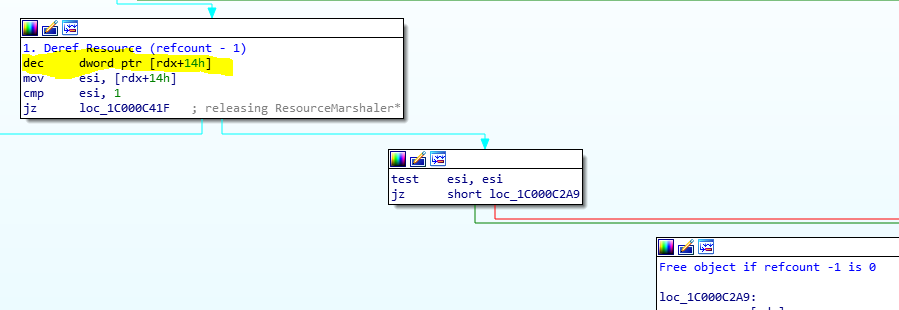 1. Deref Resource (refcount - 1)
dec dword ptr [rdx+14h]
mov esi, [rdx+14h]
cmp esi, 1
jz loc_1C000C41F ; releasing ResourceMarshaler*
test esi, esi
jz short loc_1C000C2A9
Free object if refcount -1 is 0
loc_1C000C2A9: